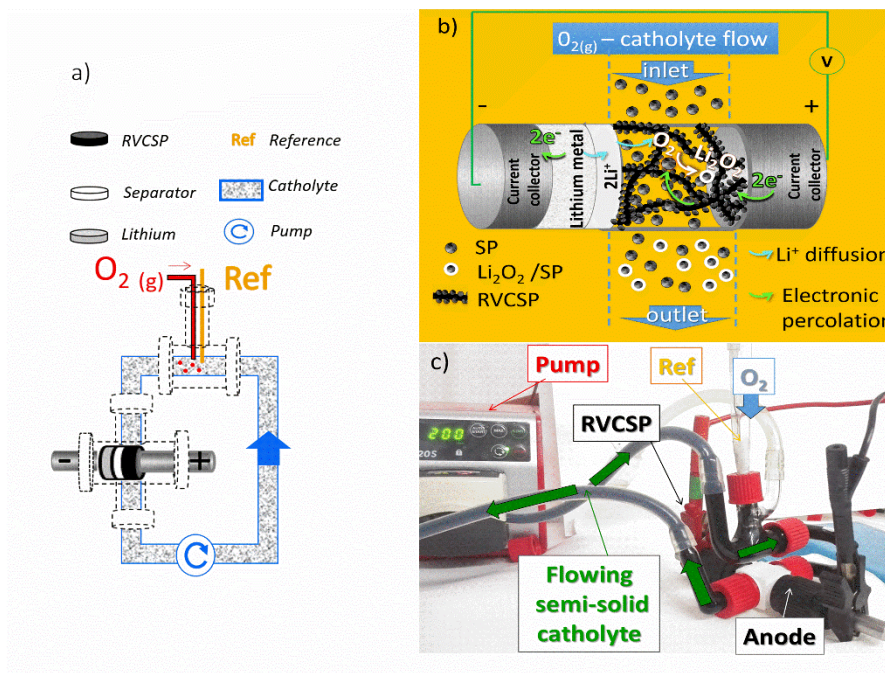 a)
RVCSP
Ref Reference
Separator
Catholyte
Lithium
Pump
O2 (g)
Ref
-
+
b)
O2(g) – catholyte flow
inlet
V
-
+
Current collector
2e-
Lithium metal
2Li+
O2
Li2O2
2e-
Current collector
SP
Li2O2 /SP
RVCSP
Li+ diffusion
Electronic percolation
outlet
c)
Pump
Ref
O2
200
RVCSP
20S
Flowing
semi-solid
catholyte
Anode